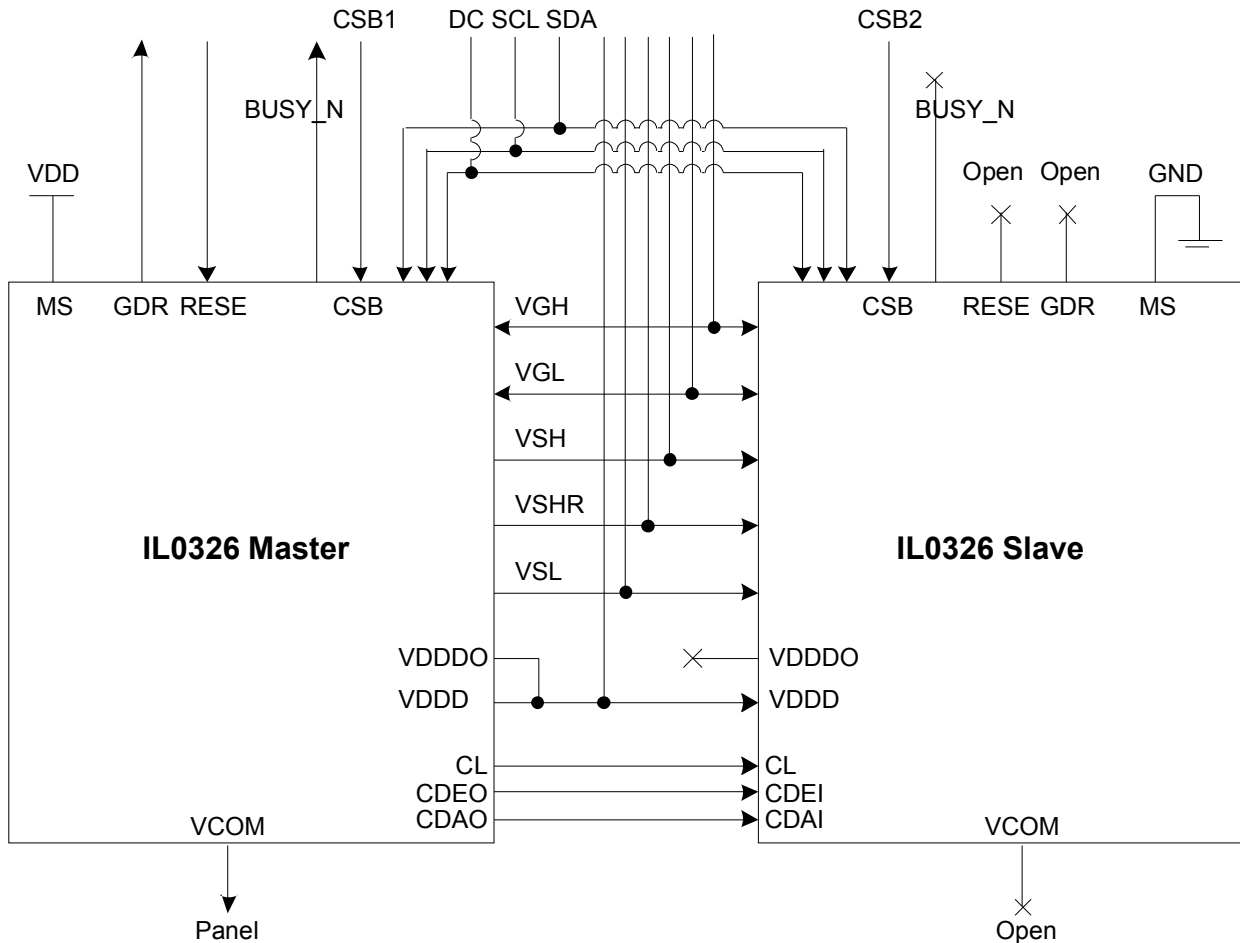 CSB1 DC SCL SDA CSB2
BUSY_N BUSY_N
VDD Open Open GND
MS GDR RESE CSB CSB RESE GDR MS
VGH
VGL
VSH
VSHR
IL0326 Master IL0326 Slave
VSL
VDDDO VDDDO
VDDD VDDD
CL CL
CDEO CDEI
CDAO CDAI
VCOM VCOM
Panel Open